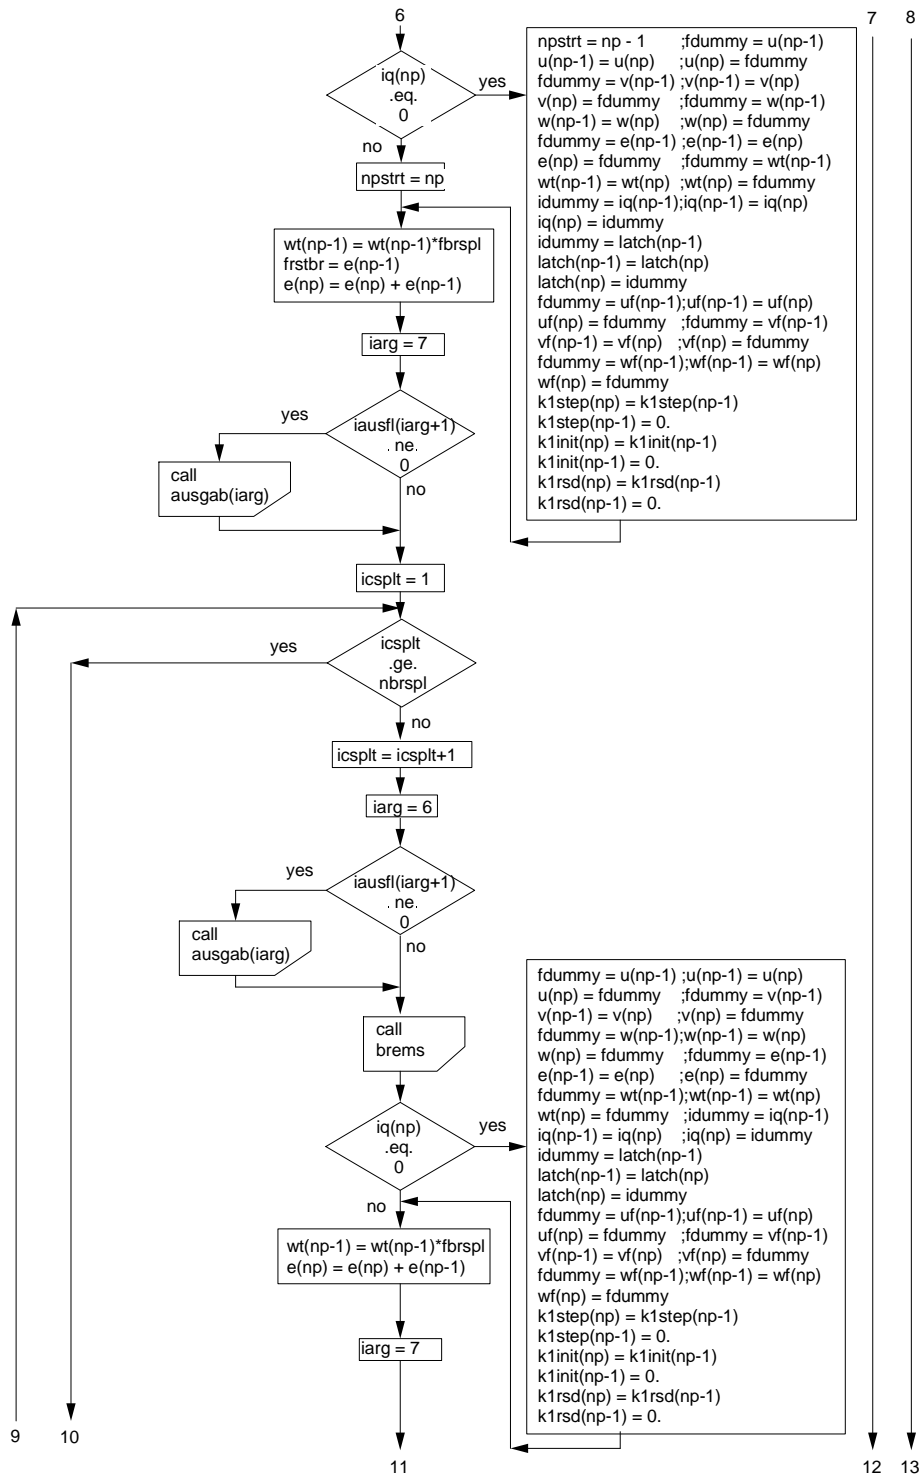 6
7
8
iq(np)
.eq.
0
yes
no
npstrt = np - 1 ;fdummy = u(np-1)
u(np-1) = u(np) ;u(np) = fdummy
fdummy = v(np-1) ;v(np-1) = v(np)
v(np) = fdummy ;fdummy = w(np-1)
w(np-1) = w(np) ;w(np) = fdummy
fdummy = e(np-1) ;e(np-1) = e(np)
e(np) = fdummy ;fdummy = wt(np-1)
wt(np-1) = wt(np) ;wt(np) = fdummy
idummy = iq(np-1);iq(np-1) = iq(np)
iq(np) = idummy
idummy = latch(np-1)
latch(np-1) = latch(np)
latch(np) = idummy
fdummy = uf(np-1);uf(np-1) = uf(np)
uf(np) = fdummy ;fdummy = vf(np-1)
vf(np-1) = vf(np) ;vf(np) = fdummy
fdummy = wf(np-1);wf(np-1) = wf(np)
wf(np) = fdummy
k1step(np) = k1step(np-1)
k1step(np-1) = 0.
k1init(np) = k1init(np-1)
k1init(np-1) = 0.
k1rsd(np) = k1rsd(np-1)
k1rsd(np-1) = 0.
npstrt = np
wt(np-1) = wt(np-1)*fbrspl
frstbr = e(np-1)
e(np) = e(np) + e(np-1)
iarg = 7
iausfl(iarg+1)
. ne.
0
yes
no
call
ausgab(iarg)
icsplt = 1
icsplt
.ge.
nbrspl
yes
no
icsplt = icsplt+1
iarg = 6
iausfl(iarg+1)
. ne.
0
yes
no
call
ausgab(iarg)
call
brems
iq(np)
.eq.
0
yes
no
fdummy = u(np-1) ;u(np-1) = u(np)
u(np) = fdummy ;fdummy = v(np-1)
v(np-1) = v(np) ;v(np) = fdummy
fdummy = w(np-1);w(np-1) = w(np)
w(np) = fdummy ;fdummy = e(np-1)
e(np-1) = e(np) ;e(np) = fdummy
fdummy = wt(np-1);wt(np-1) = wt(np)
wt(np) = fdummy ;idummy = iq(np-1)
iq(np-1) = iq(np) ;iq(np) = idummy
idummy = latch(np-1)
latch(np-1) = latch(np)
latch(np) = idummy
fdummy = uf(np-1);uf(np-1) = uf(np)
uf(np) = fdummy ;fdummy = vf(np-1)
vf(np-1) = vf(np) ;vf(np) = fdummy
fdummy = wf(np-1);wf(np-1) = wf(np)
wf(np) = fdummy
k1step(np) = k1step(np-1)
k1step(np-1) = 0.
k1init(np) = k1init(np-1)
k1init(np-1) = 0.
k1rsd(np) = k1rsd(np-1)
k1rsd(np-1) = 0.
wt(np-1) = wt(np-1)*fbrspl
e(np) = e(np) + e(np-1)
iarg = 7
9
10
11
12
13